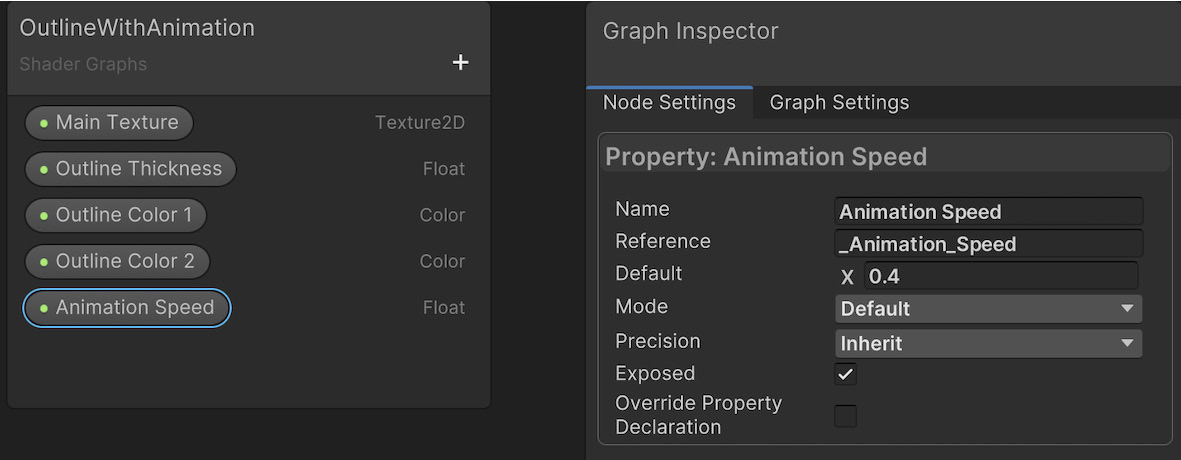 OutlineWithAnimation
Shader Graphs
+
Main Texture Texture2D
Outline Thickness Float
Outline Color 1 Color
Outline Color 2 Color
Animation Speed Float
Graph Inspector
Node Settings Graph Settings
Property: Animation Speed
Name Animation Speed
Reference _Animation_Speed
Default X 0.4
Mode Default
Precision Inherit
Exposed
Override Property
Declaration